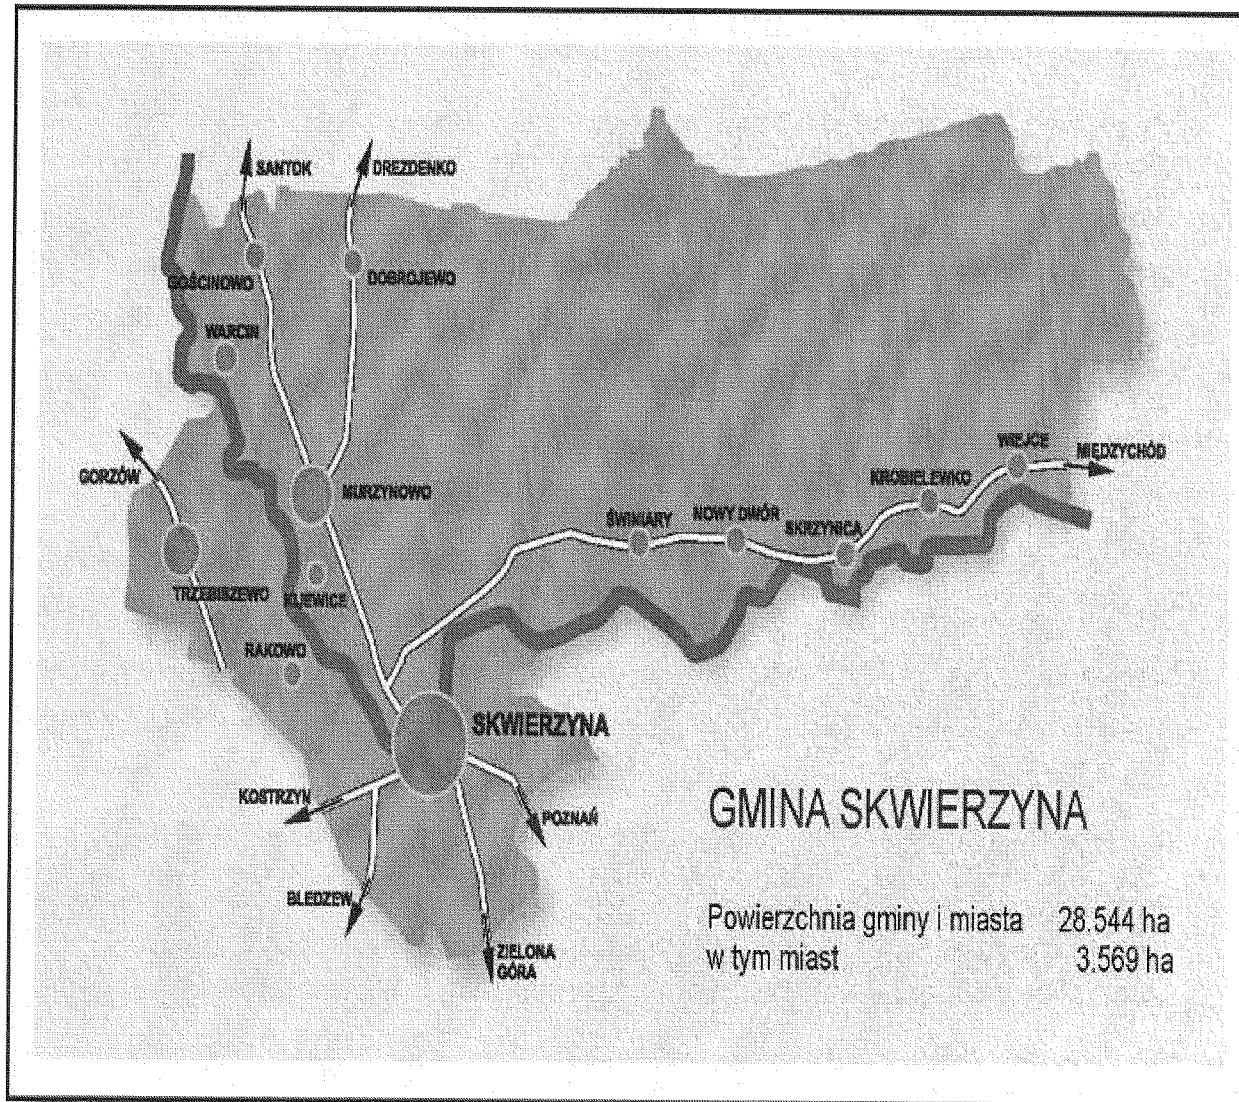 SANTOK
DREZDENKO
GOŚCINOWO
DOBROJEWO
WARCIN
GORZÓW
MURZYNOWO
WIEJCE
MIĘDZYCHÓD
KROBIELEWKO
ŚWINIARY
NOWY DWÓR
SKRZYNICA
TRZEBISZEWO
KIJEWICE
RAKOWO
SKWIERZYNA
KOSTRZYN
POZNAŃ
BLEDZEW
ZIELONA
GÓRA
GMINA SKWIERZYNA
Powierzchnia gminy i miasta 28.544 ha
w tym miast 3.569 ha